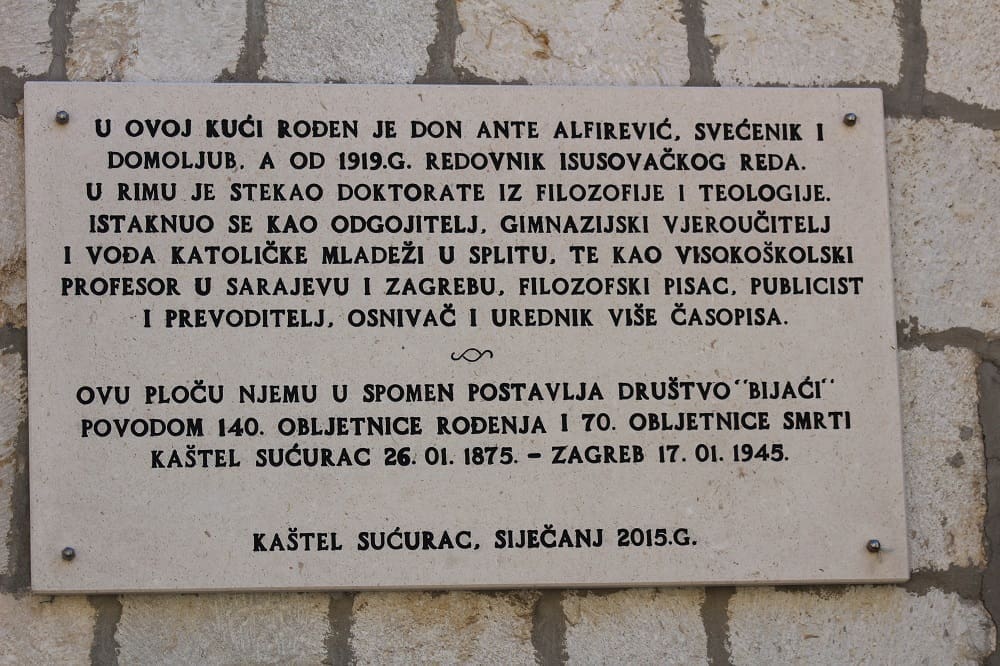 U OVOJ KUĆI ROĐEN JE DON ANTE ALFIREVIĆ, SVEĆENIK I
DOMOLJUB, A OD 1919.G. REDOVNIK ISUSOVAČKOG REDA.
U RIMU JE STEKAO DOKTORATE IZ FILOZOFIJE I TEOLOGIJE.
ISTAKNUO SE KAO ODGOJITELJ, GIMNAZIJSKI VJEROUČITELJ
I VOĐA KATOLIČKE MLADEŽI U SPLITU, TE KAO VISOKOŠKOLSKI
PROFESOR U SARAJEVU I ZAGREBU, FILOZOFSKI PISAC, PUBLICIST
I PREVODITELJ, OSNIVAČ I UREDNIK VIŠE ČASOPISA.
OVU PLOČU NJEMU U SPOMEN POSTAVLJA DRUŠTVO "BIJAĆI"
POVODOM 140. OBLJETNICE ROĐENJA I 70. OBLJETNICE SMRTI
KAŠTEL SUĆURAC 26. 01. 1875. – ZAGREB 17. 01. 1945.
KAŠTEL SUĆURAC, SIJEČANJ 2015.G.